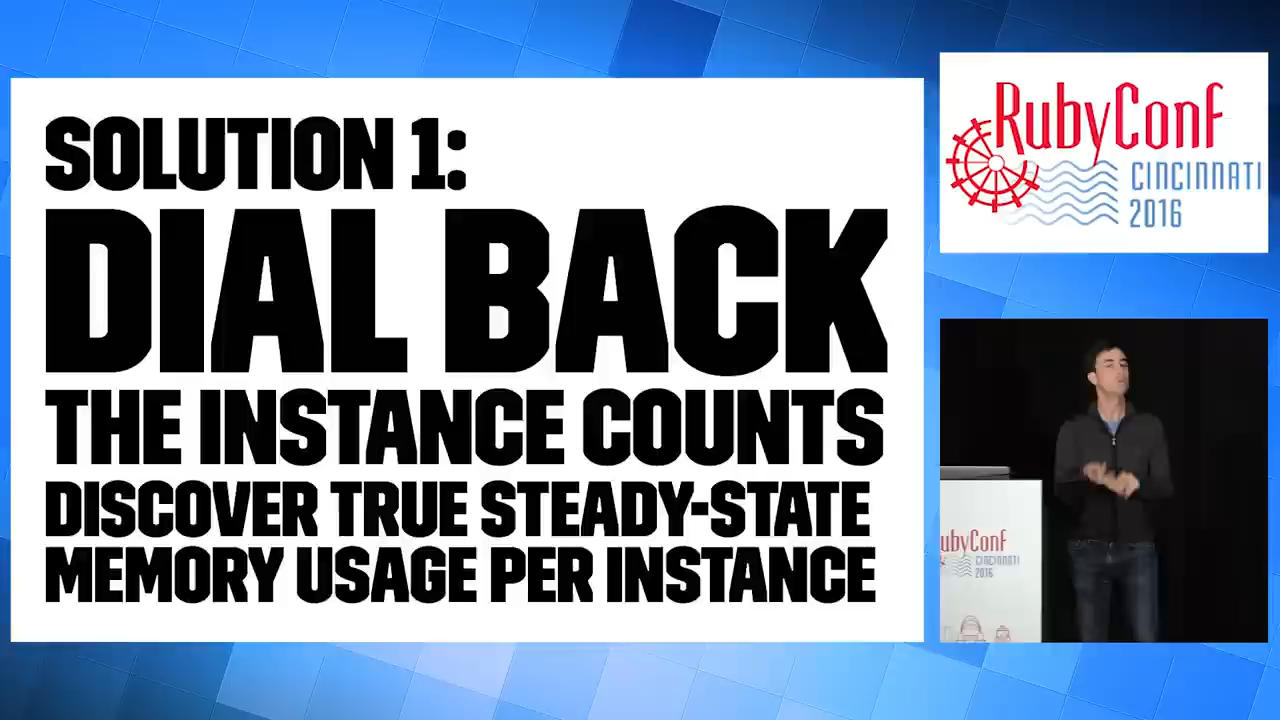 SOLUTION 1:
DIAL BACK
THE INSTANCE COUNTS
DISCOVER TRUE STEADY-STATE
MEMORY USAGE PER INSTANCE
RubyConf
CINCINNATI
2016
ubyConf
CINCINNATI
2016